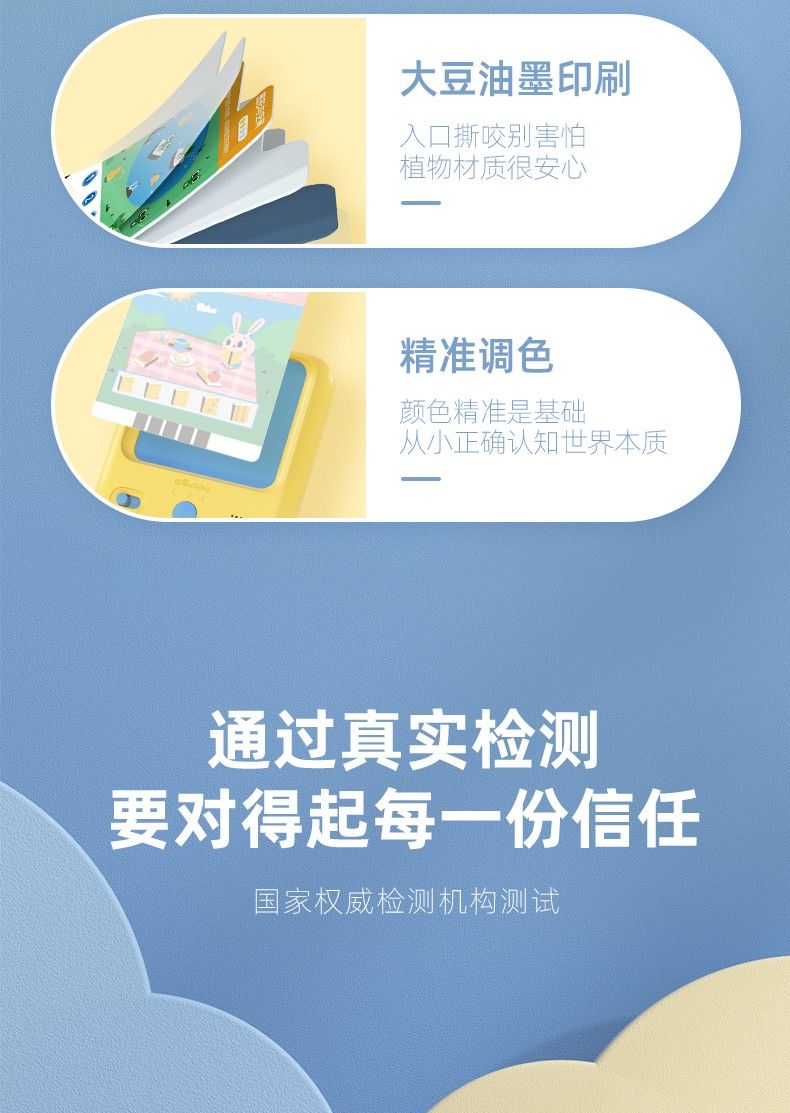 大豆油墨印刷
入口撕咬别害怕
植物材质很安心
精准调色
颜色精准是基础
从小正确认知世界本质
通过真实检测
要对得起每一份信任
国家权威检测机构测试